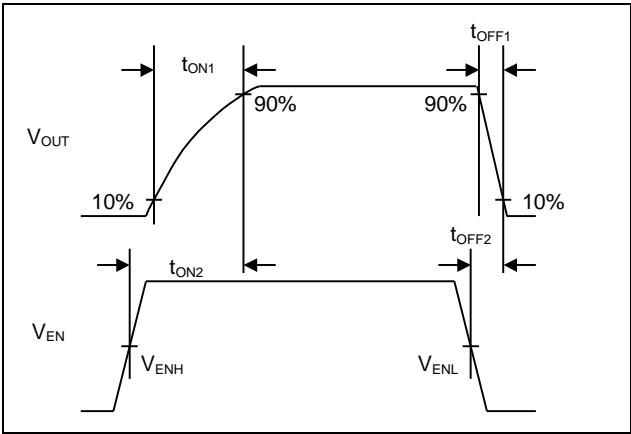 tOFF1
tON1
90%
90%
VOUT
10%
10%
tOFF2
tON2
VEN
VENH
VENL